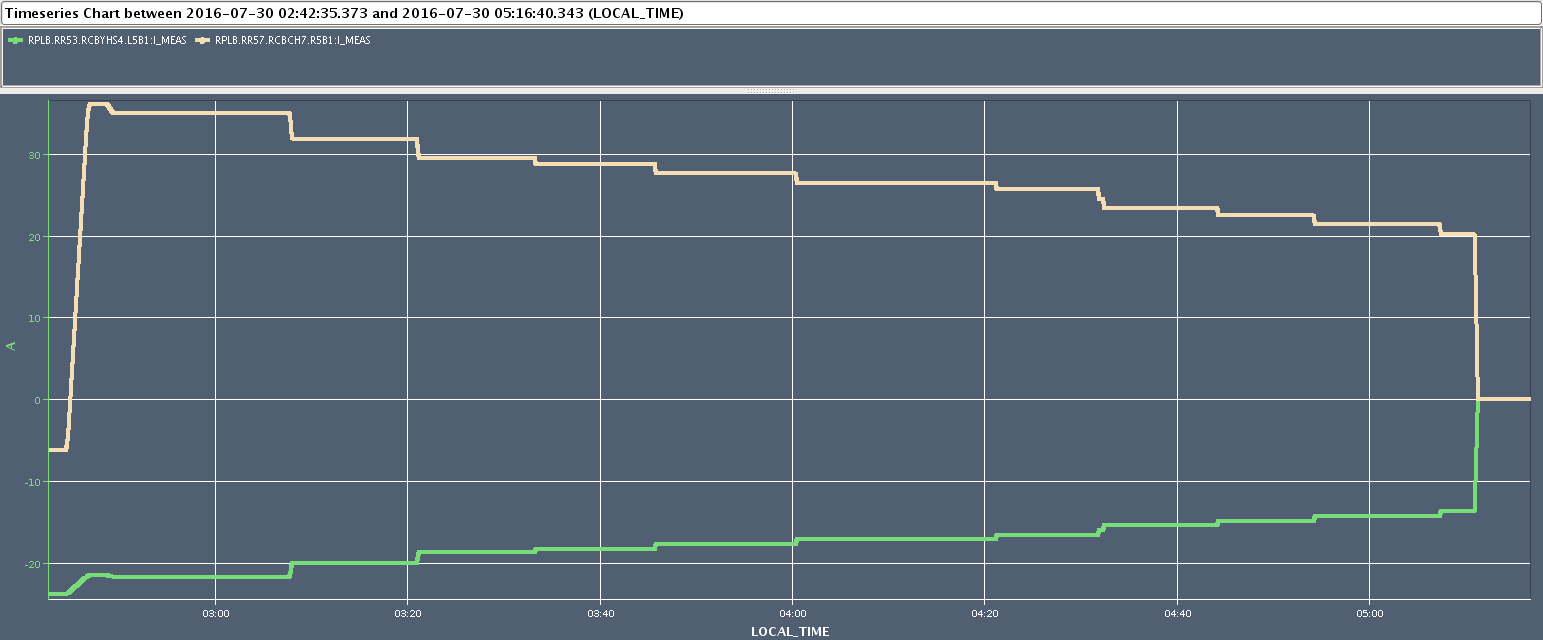 Timeseries Chart between 2016-07-30 02:42:35.373 and 2016-07-30 05:16:40.343 (LOCAL_TIME)
RPLB.RR53.RCBYHS4.L5B1:I_MEAS RPLB.RR57.RCBCH7.R5B1:I_MEAS
30
20
10
0
-10
-20
A
03:00 03:20 03:40 04:00 04:20 04:40 05:00
LOCAL_TIME